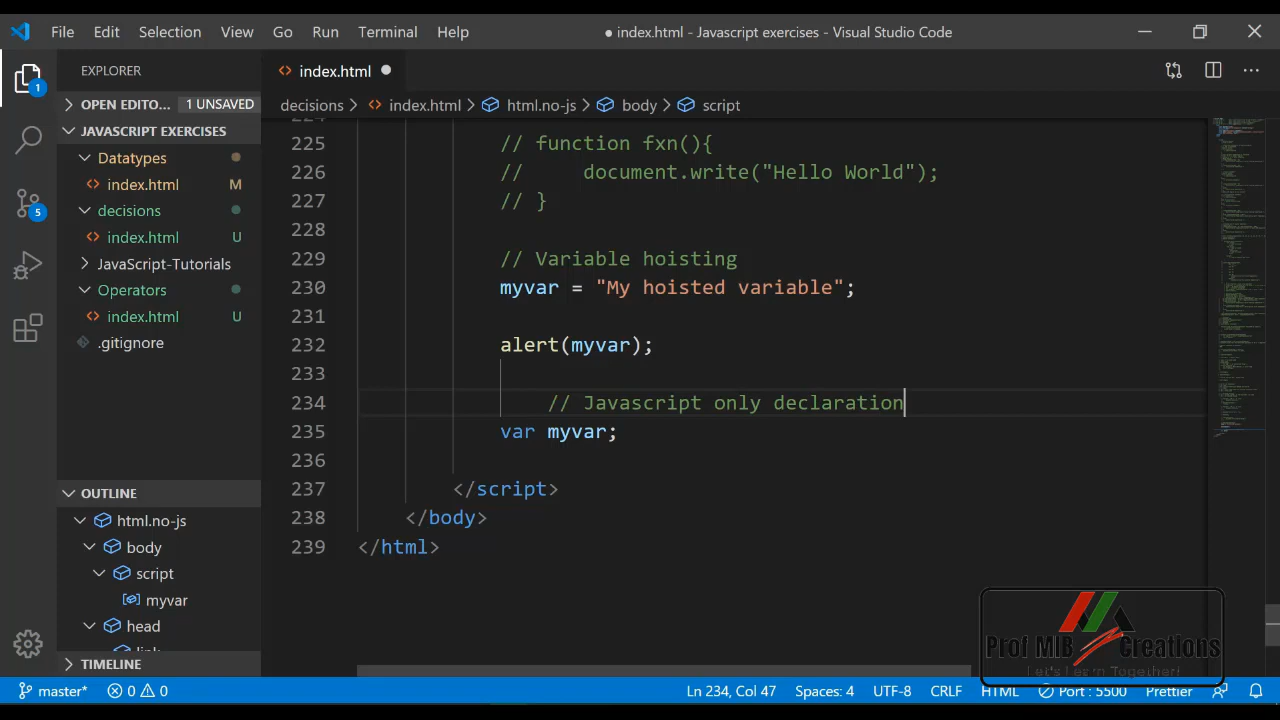 File Edit Selection View Go Run Terminal Help
● index.html - Javascript exercises - Visual Studio Code
EXPLORER
index.html
OPEN EDITO... 1 UNSAVED
decisions > index.html > html.no-js > body > script
JAVASCRIPT EXERCISES
Datatypes
index.html M
decisions
index.html U
JavaScript-Tutorials
Operators
index.html U
.gitignore
1
5
225 // function fxn(){
226 //     document.write("Hello World");
227 // }
228
229 // Variable hoisting
230 myvar = "My hoisted variable";
231
232 alert(myvar);
233
234 // Javascript only declaration
235 var myvar;
236
237 </script>
238 </body>
239 </html>
OUTLINE
html.no-js
body
script
myvar
head
TIMELINE
Prof MIB Creations
Let's Learn Together!
master* 0 0 Ln 234, Col 47 Spaces: 4 UTF-8 CRLF HTML Port : 5500 Prettier